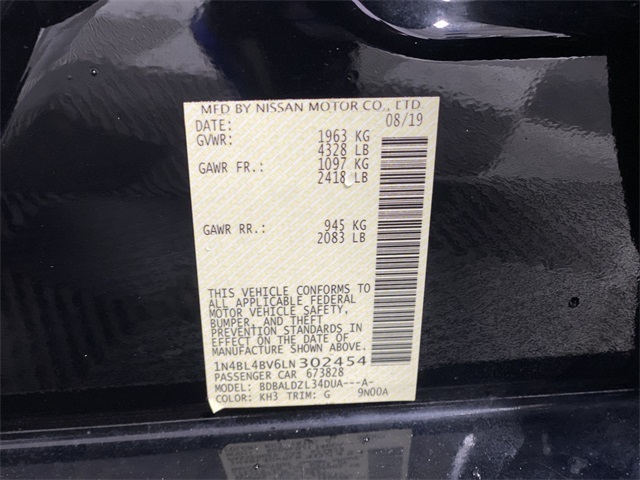 MFD BY NISSAN MOTOR CO., LTD.
DATE: 08/19
GVWR: 1963 KG
4328 LB
GAWR FR.: 1097 KG
2418 LB
GAWR RR.: 945 KG
2083 LB
THIS VEHICLE CONFORMS TO
ALL APPLICABLE FEDERAL
MOTOR VEHICLE SAFETY,
BUMPER, AND THEFT
PREVENTION STANDARDS IN
EFFECT ON THE DATE OF
MANUFACTURE SHOWN ABOVE.
1N4BL4BV6LN302454
PASSENGER CAR 673828
MODEL: BDBALDZL34DUA---A-
COLOR: KH3 TRIM: G 9N00A